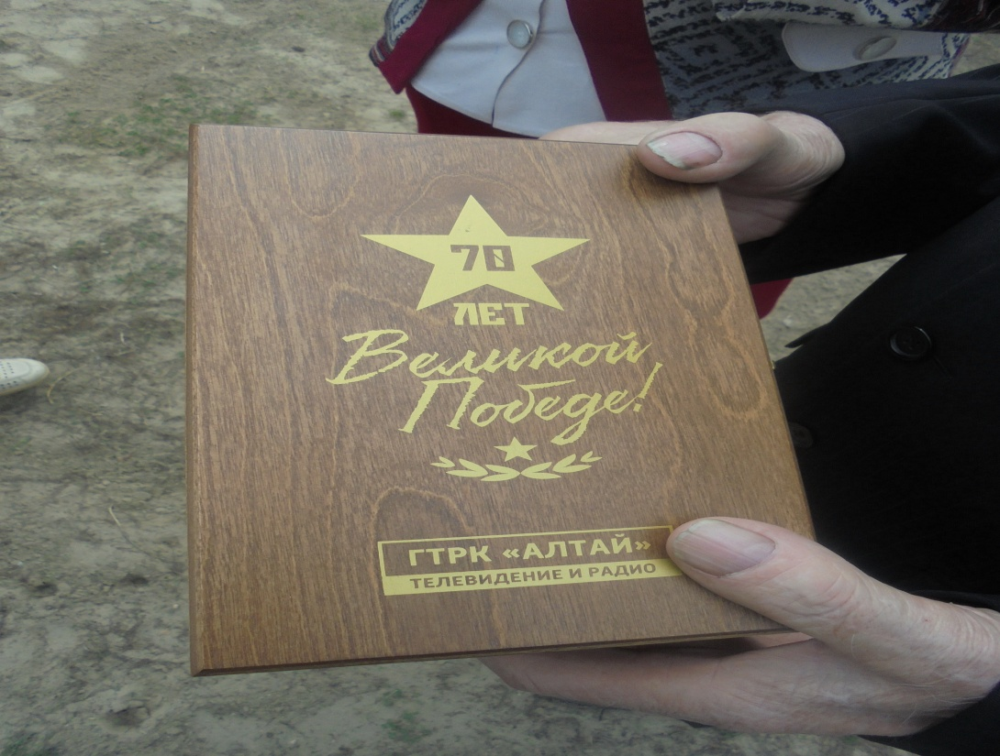 70
ЛЕТ
Великой
Победе!
ГТРК «АЛТАЙ»
ТЕЛЕВИДЕНИЕ И РАДИО